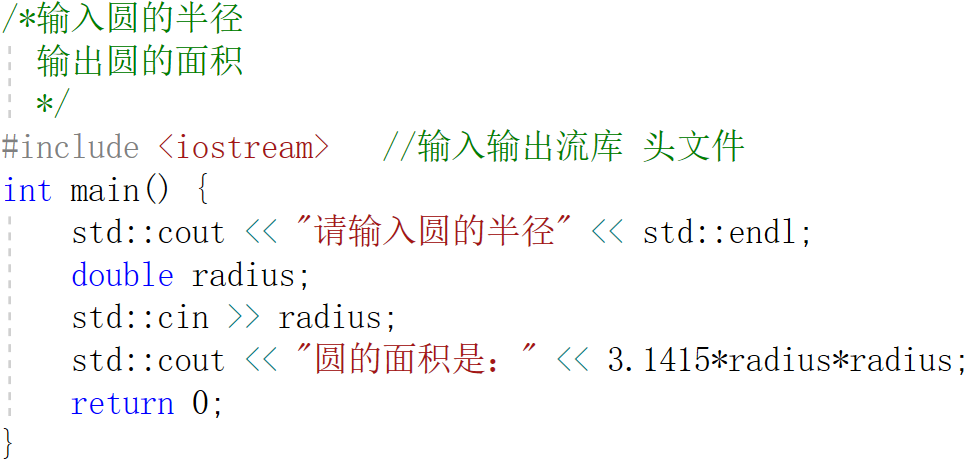 /*输入圆的半径
  输出圆的面积
  */
#include <iostream>   //输入输出流库 头文件
int main() {
    std::cout << "请输入圆的半径" << std::endl;
    double radius;
    std::cin >> radius;
    std::cout << "圆的面积是：" << 3.1415*radius*radius;
    return 0;
}